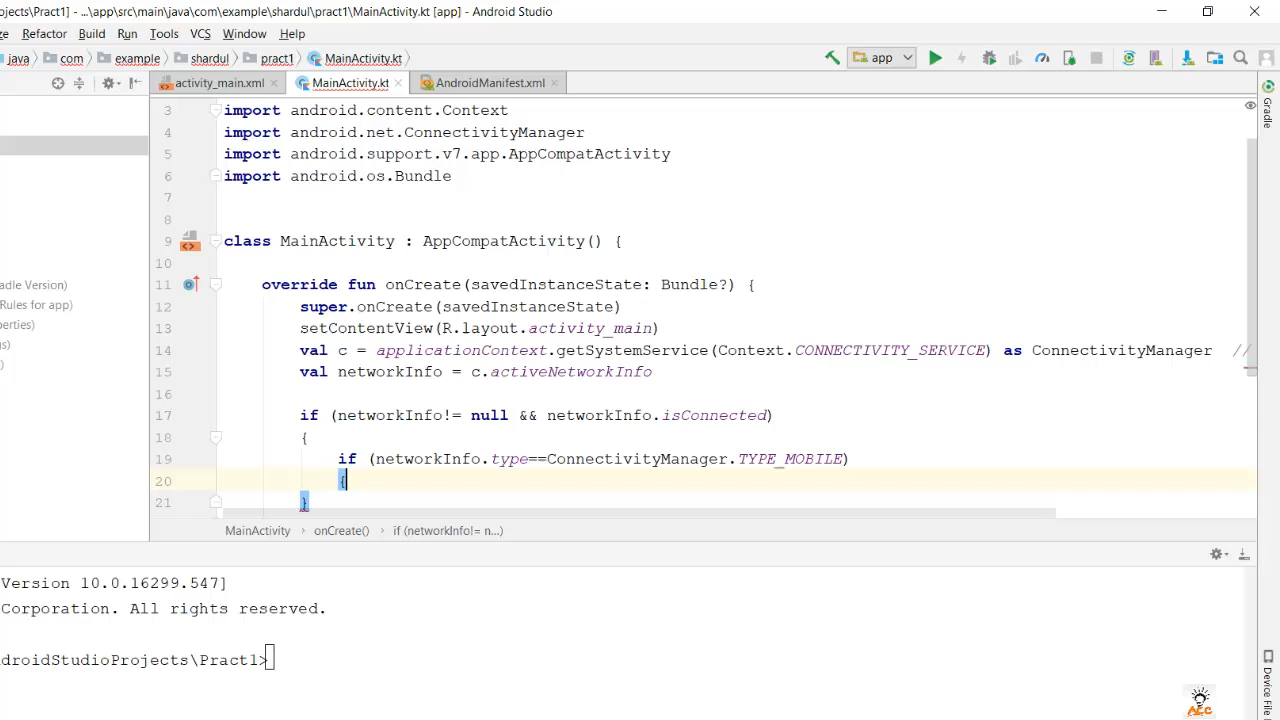 rojects\Pract1] - ...\app\src\main\java\com\example\shardul\pract1\MainActivity.kt [app] - Android Studio
ze Refactor Build Run Tools VCS Window Help
java com example shardul pract1 MainActivity.kt app
activity_main.xml MainActivity.kt AndroidManifest.xml
3 import android.content.Context
4 import android.net.ConnectivityManager
5 import android.support.v7.app.AppCompatActivity
6 import android.os.Bundle
7
8
9 class MainActivity : AppCompatActivity() {
10
11 override fun onCreate(savedInstanceState: Bundle?) {
12 super.onCreate(savedInstanceState)
13 setContentView(R.layout.activity_main)
14 val c = applicationContext.getSystemService(Context.CONNECTIVITY_SERVICE) as ConnectivityManager //
15 val networkInfo = c.activeNetworkInfo
16
17 if (networkInfo!= null && networkInfo.isConnected)
18 {
19 if (networkInfo.type==ConnectivityManager.TYPE_MOBILE)
20 {
21 }
adle Version)
Rules for app)
perties)
gs)
)
Gradle
MainActivity onCreate() if (networkInfo!= n...)
Version 10.0.16299.547]
Corporation. All rights reserved.
droidStudioProjects\Pract1>
Device File
AEC